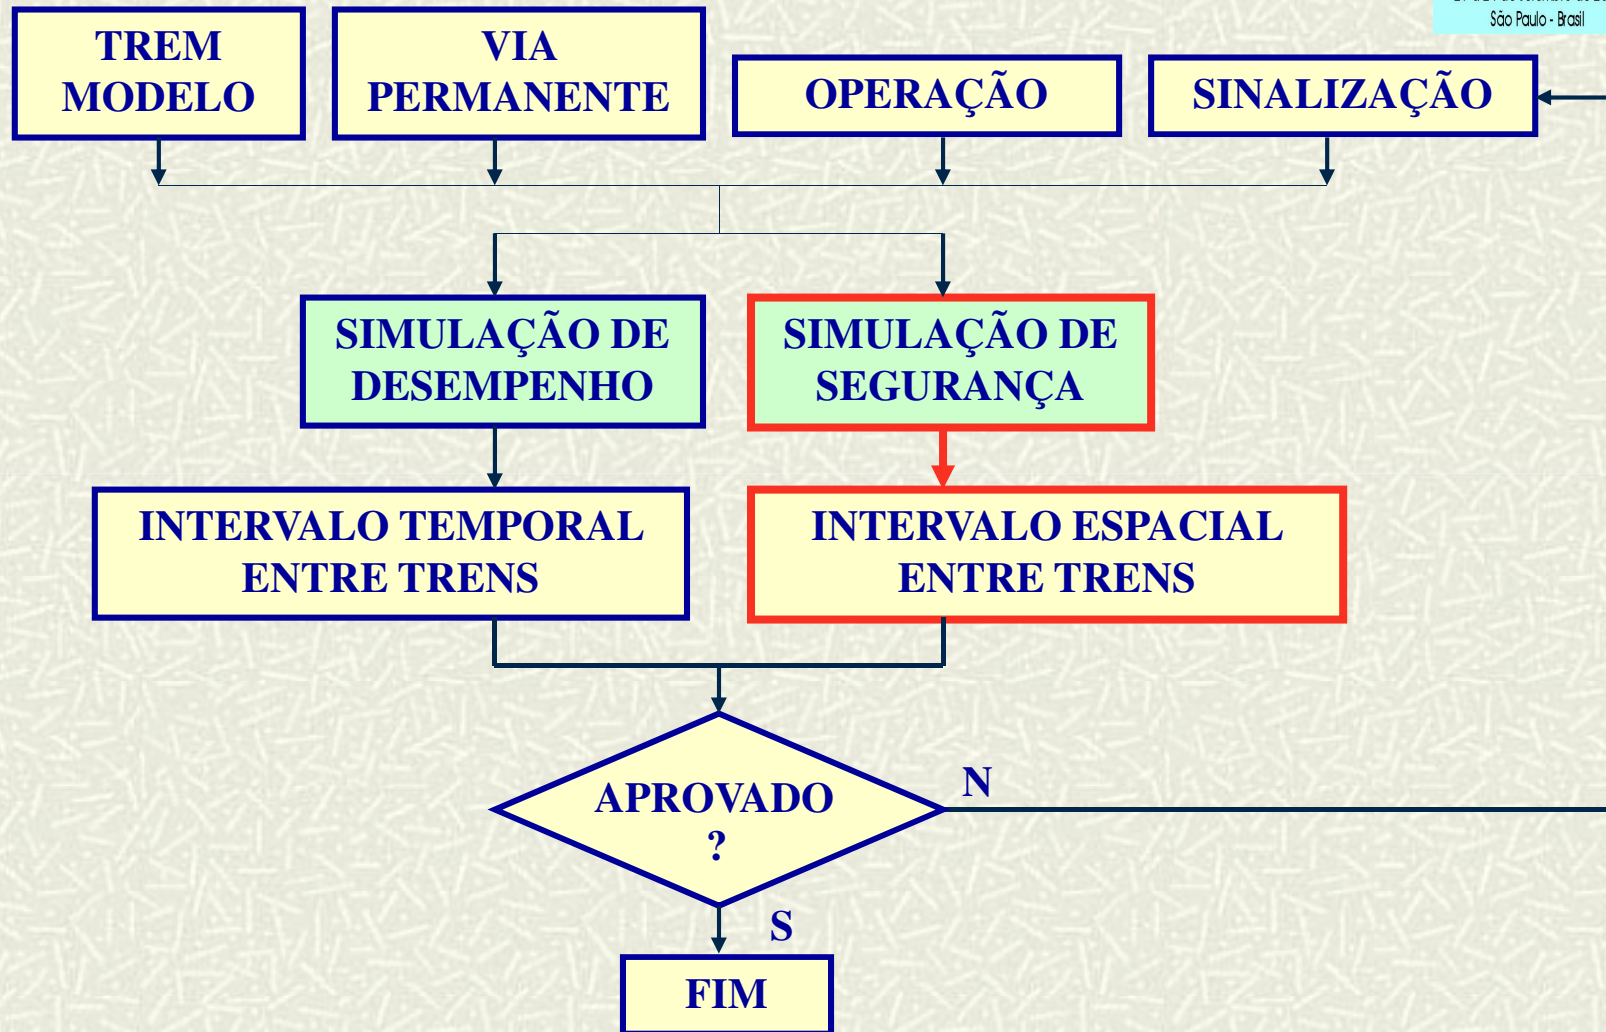 São Paulo - Brasil
TREM
MODELO
VIA
PERMANENTE
OPERAÇÃO
SINALIZAÇÃO
SIMULAÇÃO DE
DESEMPENHO
SIMULAÇÃO DE
SEGURANÇA
INTERVALO TEMPORAL
ENTRE TRENS
INTERVALO ESPACIAL
ENTRE TRENS
APROVADO
?
N
S
FIM